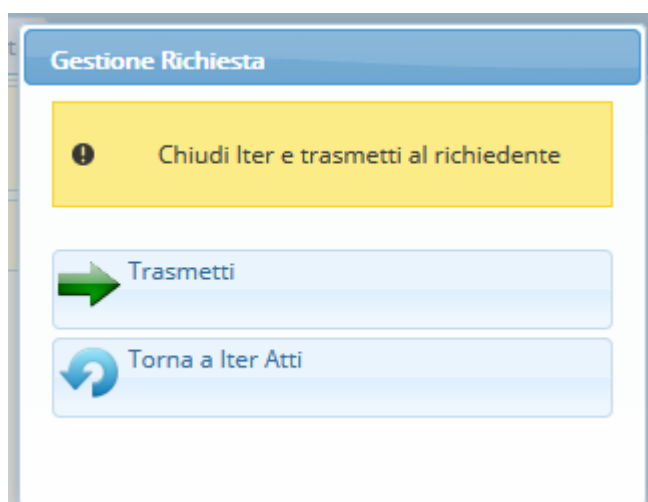 t
Gestione Richiesta
Chiudi Iter e trasmetti al richiedente
Trasmetti
Torna a Iter Atti